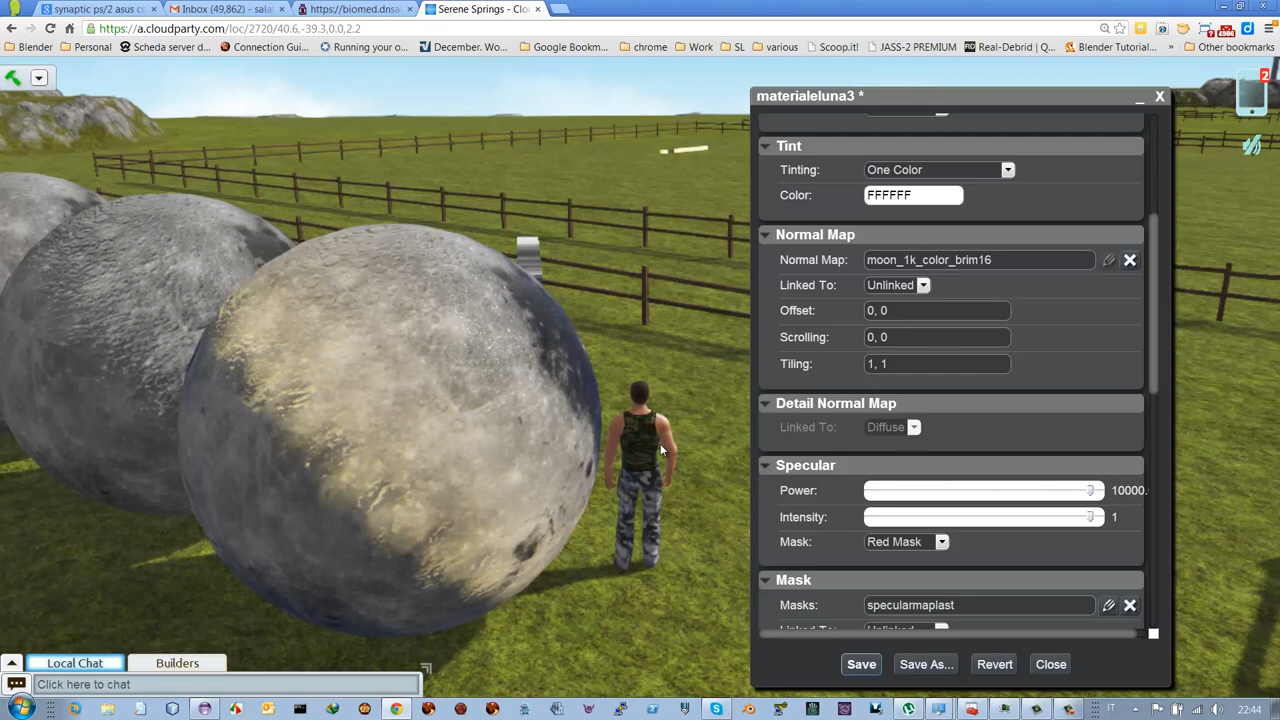 synaptic ps/2 asus co
Inbox (49,862) - sala
https://biomed.dnsal
Serene Springs - Clo
https://a.cloudparty.com/loc/2720/40.6,-39.3,0.0,2.2
Blender
Personal
Scheda server d...
Connection Gui...
Running your o...
December. Wo...
Google Bookm...
chrome
Work
SL
various
Scoop.it!
JASS-2 PREMIUM
Real-Debrid | Q...
Blender Tutorial...
Other bookmarks
2
materialeluna3 *
_ X
Tint
Tinting: One Color
Color: FFFFFF
Normal Map
Normal Map: moon_1k_color_brim16
Linked To: Unlinked
Offset: 0, 0
Scrolling: 0, 0
Tiling: 1, 1
Detail Normal Map
Linked To: Diffuse
Specular
Power: 10000.
Intensity: 1
Mask: Red Mask
Mask
Masks: specularmaplast
Save Save As... Revert Close
Local Chat Builders
Click here to chat
IT 22:44